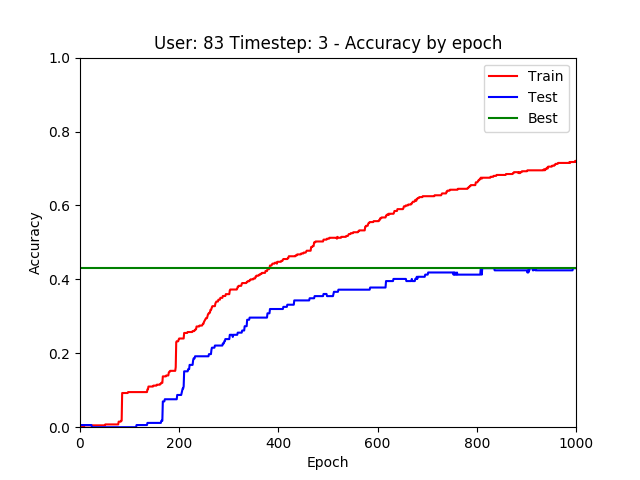 User: 83 Timestep: 3 - Accuracy by epoch
1.0
0.8
0.6
0.4
0.2
0.0
Accuracy
Train
Test
Best
0 200 400 600 800 1000
Epoch